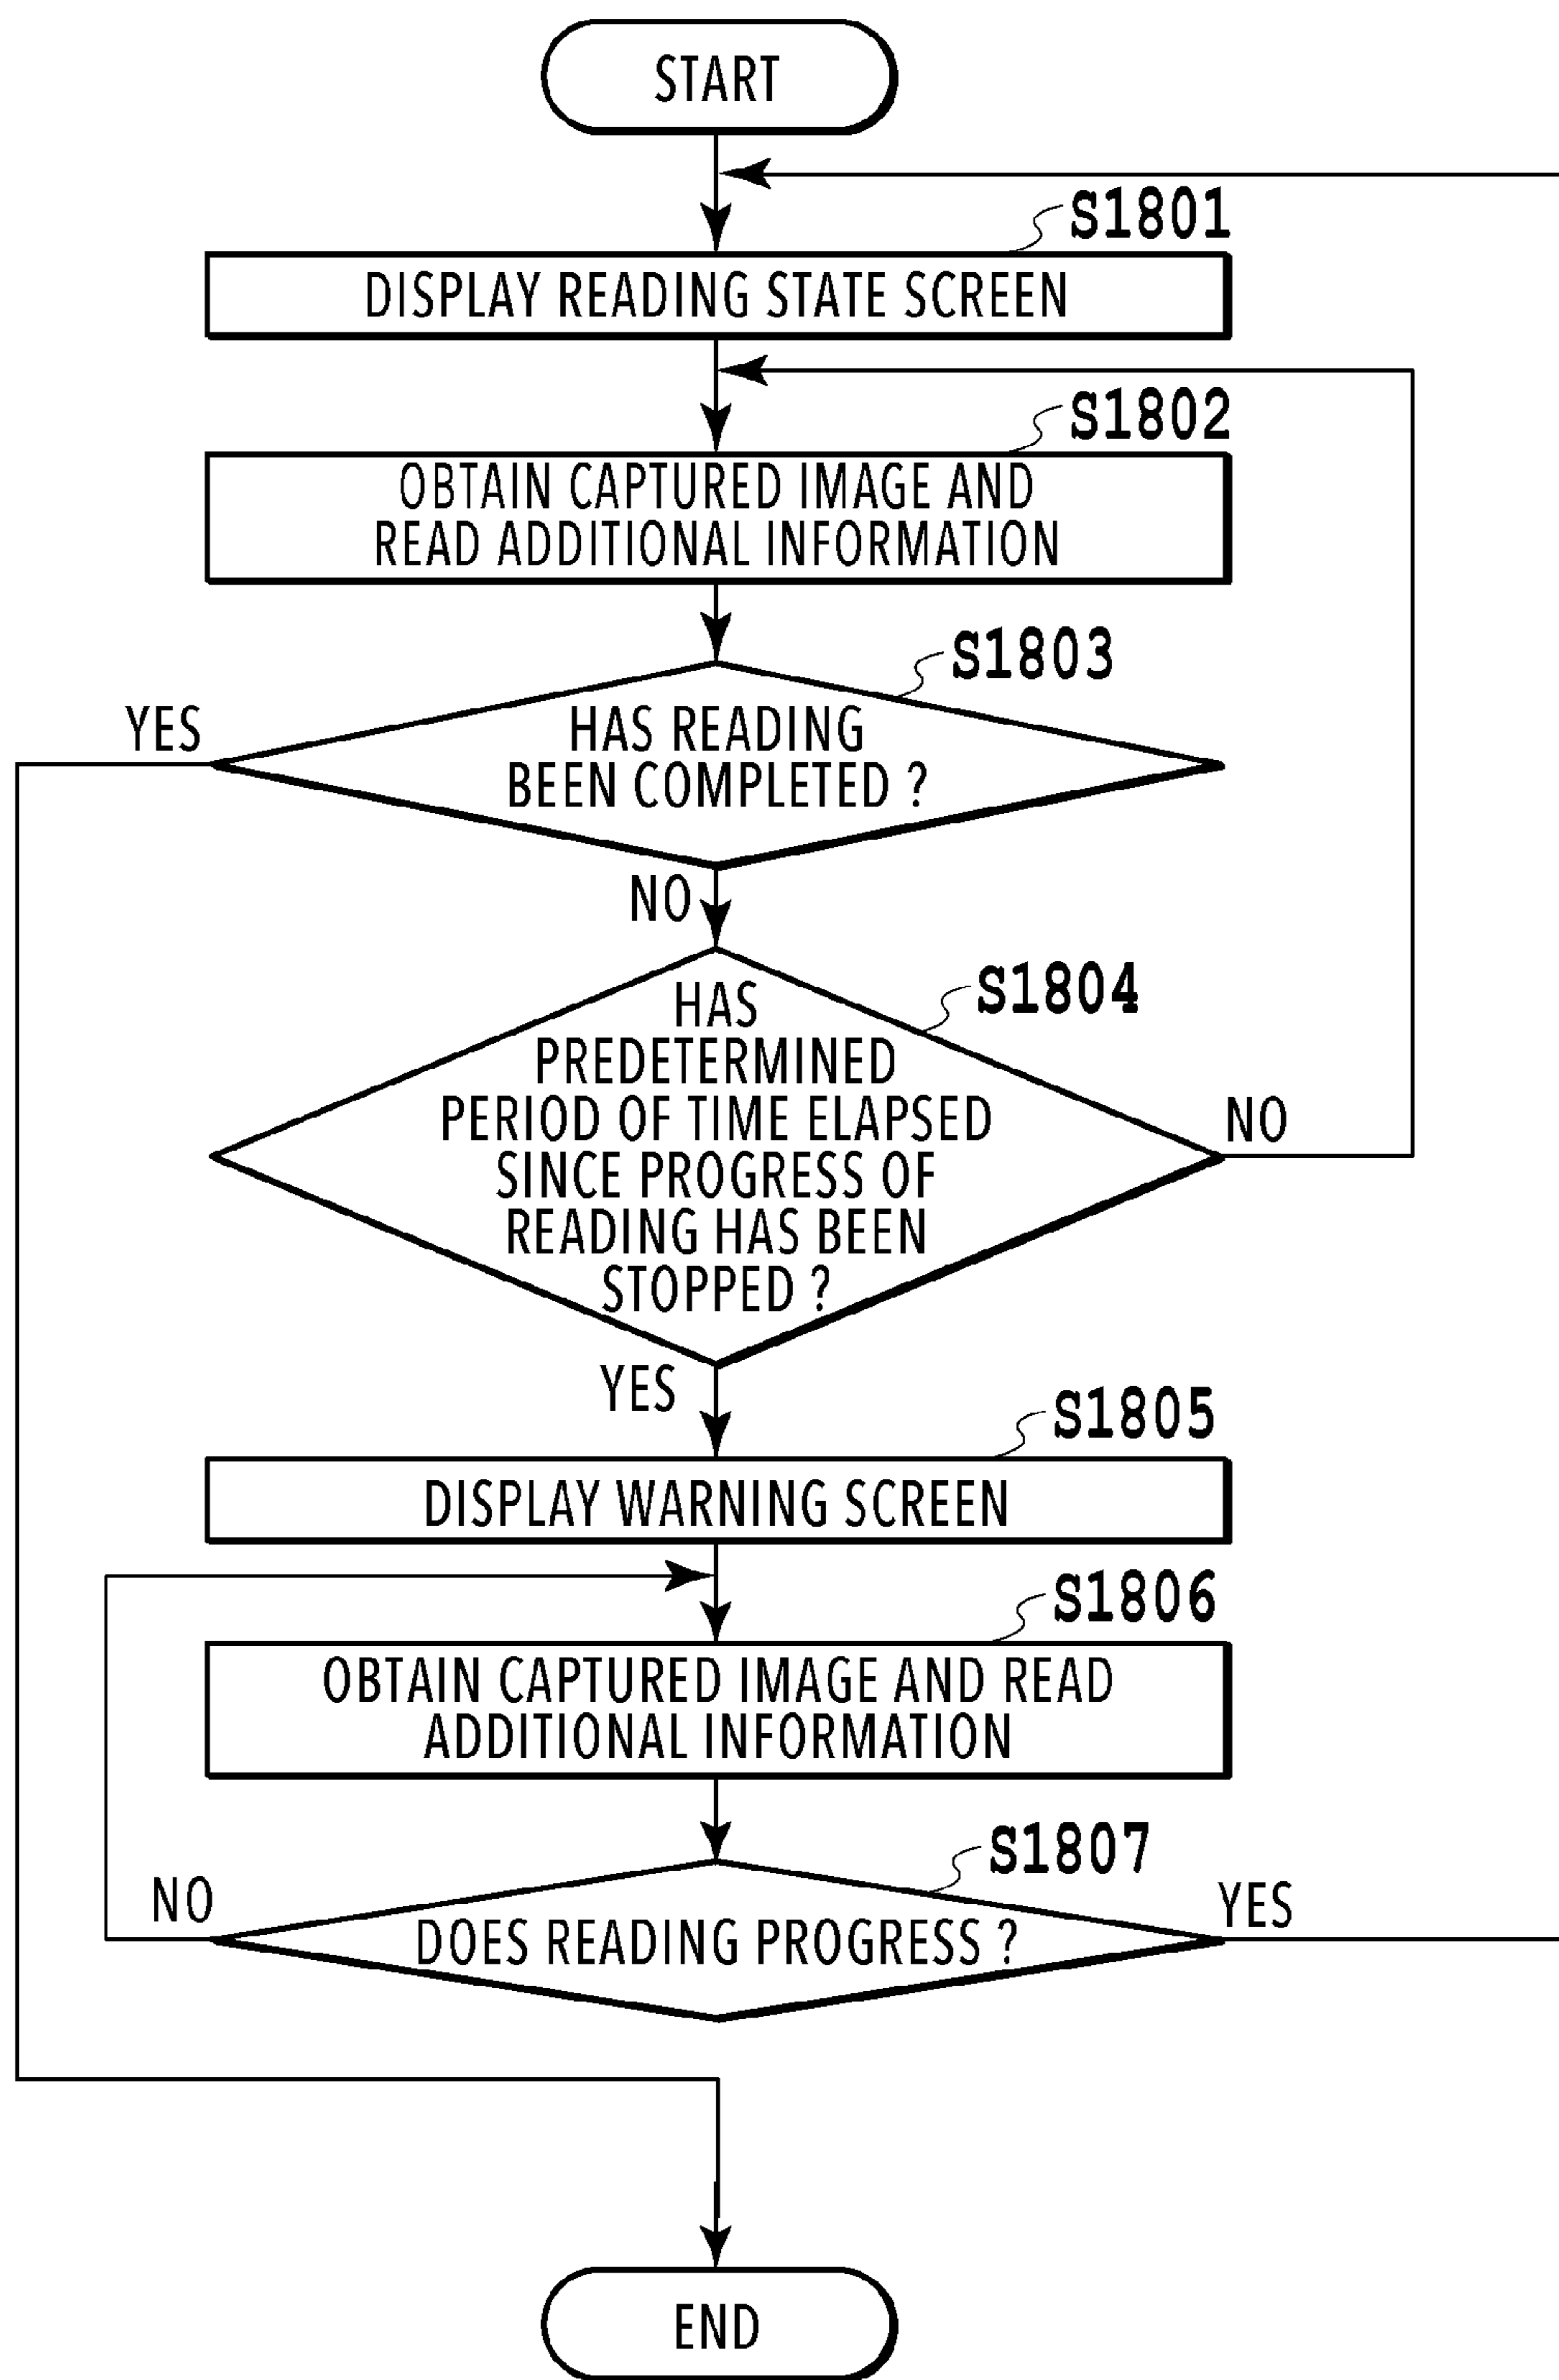 START
S1801
DISPLAY READING STATE SCREEN
S1802
OBTAIN CAPTURED IMAGE AND
READ ADDITIONAL INFORMATION
S1803
YES
HAS READING
BEEN COMPLETED ?
NO
S1804
HAS
PREDETERMINED
PERIOD OF TIME ELAPSED
SINCE PROGRESS OF
READING HAS BEEN
STOPPED ?
NO
YES
S1805
DISPLAY WARNING SCREEN
S1806
OBTAIN CAPTURED IMAGE AND READ
ADDITIONAL INFORMATION
S1807
NO
DOES READING PROGRESS ?
YES
END